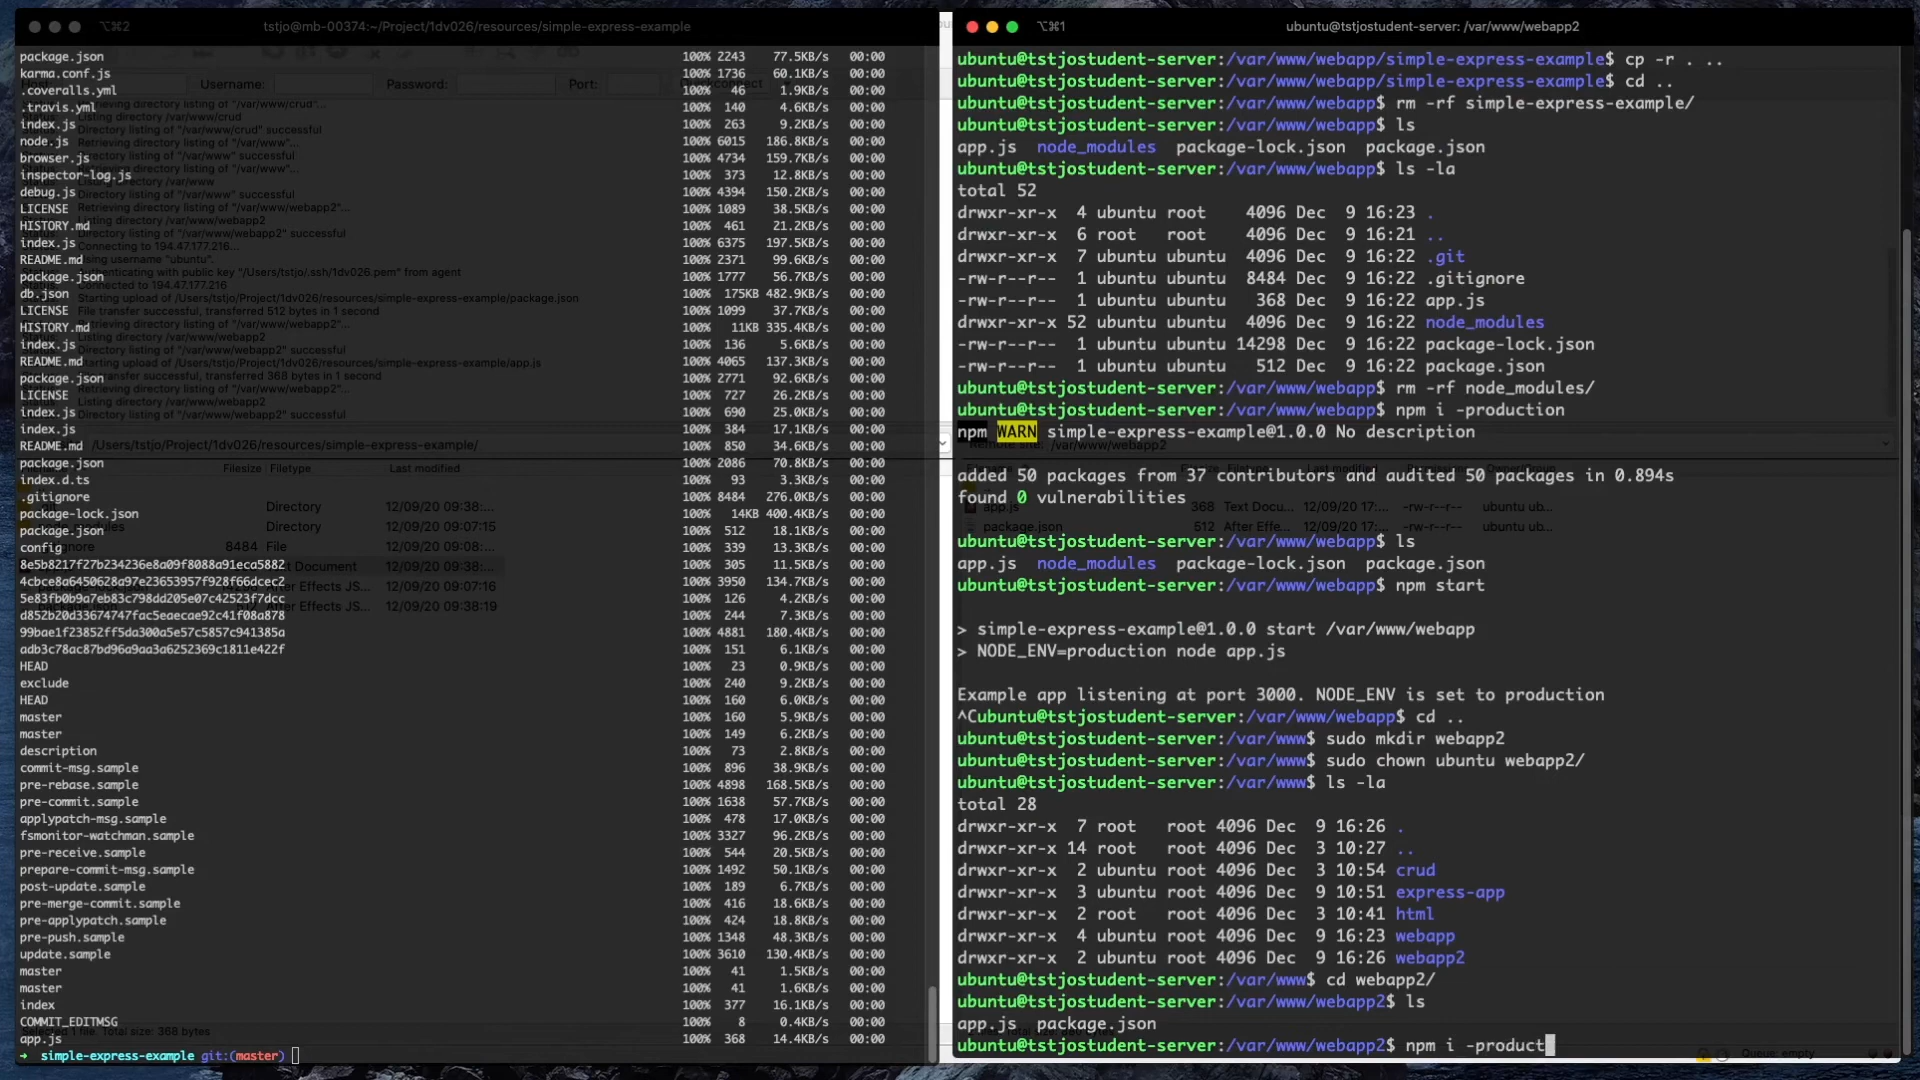 ⌥⌘2 tstjo@mb-00374:~/Project/1dv026/resources/simple-express-example
package.json 100% 2243 77.5KB/s 00:00
karma.conf.js 100% 1736 60.1KB/s 00:00
.coveralls.yml 100% 46 1.9KB/s 00:00
.travis.yml 100% 140 4.6KB/s 00:00
index.js 100% 263 9.2KB/s 00:00
node.js 100% 6015 186.8KB/s 00:00
browser.js 100% 4734 159.7KB/s 00:00
inspector-log.js 100% 373 12.8KB/s 00:00
debug.js 100% 4394 150.2KB/s 00:00
LICENSE 100% 1089 38.5KB/s 00:00
HISTORY.md 100% 461 21.2KB/s 00:00
index.js 100% 6375 197.5KB/s 00:00
README.md 100% 2371 99.6KB/s 00:00
package.json 100% 1777 56.7KB/s 00:00
db.json 100% 175KB 482.9KB/s 00:00
LICENSE 100% 1099 37.7KB/s 00:00
HISTORY.md 100% 11KB 335.4KB/s 00:00
index.js 100% 136 5.6KB/s 00:00
README.md 100% 4065 137.3KB/s 00:00
package.json 100% 2771 92.6KB/s 00:00
LICENSE 100% 727 26.2KB/s 00:00
index.js 100% 690 25.0KB/s 00:00
index.js 100% 384 17.1KB/s 00:00
README.md 100% 850 34.6KB/s 00:00
package.json 100% 2086 70.8KB/s 00:00
index.d.ts 100% 93 3.3KB/s 00:00
.gitignore 100% 8484 276.0KB/s 00:00
package-lock.json 100% 14KB 400.4KB/s 00:00
package.json 100% 512 18.1KB/s 00:00
config 100% 339 13.3KB/s 00:00
8e5b8217f27b234236e8a09f8088a91eca5882 100% 305 11.5KB/s 00:00
4cbce8a6450628a97e23653957f928f66dcec2 100% 3950 134.7KB/s 00:00
5e83fb0b9a7eb83c798dd205e07c42523f7dcc 100% 126 4.2KB/s 00:00
d852b20d33674747fac5eaecae92c41f08a878 100% 244 7.3KB/s 00:00
99bae1f23852ff5da300a5e57c5857c941385a 100% 4881 180.4KB/s 00:00
adb3c78ac87bd96a9aa3a6252369c1811e422f 100% 151 6.1KB/s 00:00
HEAD 100% 23 0.9KB/s 00:00
exclude 100% 240 9.2KB/s 00:00
HEAD 100% 160 6.0KB/s 00:00
master 100% 160 5.9KB/s 00:00
master 100% 149 6.2KB/s 00:00
description 100% 73 2.8KB/s 00:00
commit-msg.sample 100% 896 38.9KB/s 00:00
pre-rebase.sample 100% 4898 168.5KB/s 00:00
pre-commit.sample 100% 1638 57.7KB/s 00:00
applypatch-msg.sample 100% 478 17.0KB/s 00:00
fsmonitor-watchman.sample 100% 3327 96.2KB/s 00:00
pre-receive.sample 100% 544 20.5KB/s 00:00
prepare-commit-msg.sample 100% 1492 50.1KB/s 00:00
post-update.sample 100% 189 6.7KB/s 00:00
pre-merge-commit.sample 100% 416 18.6KB/s 00:00
pre-applypatch.sample 100% 424 18.8KB/s 00:00
pre-push.sample 100% 1348 48.3KB/s 00:00
update.sample 100% 3610 130.4KB/s 00:00
master 100% 41 1.5KB/s 00:00
master 100% 41 1.6KB/s 00:00
index 100% 377 16.1KB/s 00:00
COMMIT_EDITMSG 100% 8 0.4KB/s 00:00
app.js 100% 368 14.4KB/s 00:00
→ simple-express-example git:(master)
⌥⌘1 ubuntu@tstjostudent-server: /var/www/webapp2
ubuntu@tstjostudent-server:/var/www/webapp/simple-express-example$ cp -r . ..
ubuntu@tstjostudent-server:/var/www/webapp/simple-express-example$ cd ..
ubuntu@tstjostudent-server:/var/www/webapp$ rm -rf simple-express-example/
ubuntu@tstjostudent-server:/var/www/webapp$ ls
app.js node_modules package-lock.json package.json
ubuntu@tstjostudent-server:/var/www/webapp$ ls -la
total 52
drwxr-xr-x 4 ubuntu root 4096 Dec 9 16:23 .
drwxr-xr-x 6 root root 4096 Dec 9 16:21 ..
drwxr-xr-x 7 ubuntu ubuntu 4096 Dec 9 16:22 .git
-rw-r--r-- 1 ubuntu ubuntu 8484 Dec 9 16:22 .gitignore
-rw-r--r-- 1 ubuntu ubuntu 368 Dec 9 16:22 app.js
drwxr-xr-x 52 ubuntu ubuntu 4096 Dec 9 16:22 node_modules
-rw-r--r-- 1 ubuntu ubuntu 14298 Dec 9 16:22 package-lock.json
-rw-r--r-- 1 ubuntu ubuntu 512 Dec 9 16:22 package.json
ubuntu@tstjostudent-server:/var/www/webapp$ rm -rf node_modules/
ubuntu@tstjostudent-server:/var/www/webapp$ npm i -production
npm WARN simple-express-example@1.0.0 No description
added 50 packages from 37 contributors and audited 50 packages in 0.894s
found 0 vulnerabilities
ubuntu@tstjostudent-server:/var/www/webapp$ ls
app.js node_modules package-lock.json package.json
ubuntu@tstjostudent-server:/var/www/webapp$ npm start
> simple-express-example@1.0.0 start /var/www/webapp
> NODE_ENV=production node app.js
Example app listening at port 3000. NODE_ENV is set to production
^Cubuntu@tstjostudent-server:/var/www/webapp$ cd ..
ubuntu@tstjostudent-server:/var/www$ sudo mkdir webapp2
ubuntu@tstjostudent-server:/var/www$ sudo chown ubuntu webapp2/
ubuntu@tstjostudent-server:/var/www$ ls -la
total 28
drwxr-xr-x 7 root root 4096 Dec 9 16:26 .
drwxr-xr-x 14 root root 4096 Dec 3 10:27 ..
drwxr-xr-x 2 ubuntu root 4096 Dec 3 10:54 crud
drwxr-xr-x 3 ubuntu root 4096 Dec 9 10:51 express-app
drwxr-xr-x 2 root root 4096 Dec 3 10:41 html
drwxr-xr-x 4 ubuntu root 4096 Dec 9 16:23 webapp
drwxr-xr-x 2 ubuntu root 4096 Dec 9 16:26 webapp2
ubuntu@tstjostudent-server:/var/www$ cd webapp2/
ubuntu@tstjostudent-server:/var/www/webapp2$ ls
app.js package.json
ubuntu@tstjostudent-server:/var/www/webapp2$ npm i -product